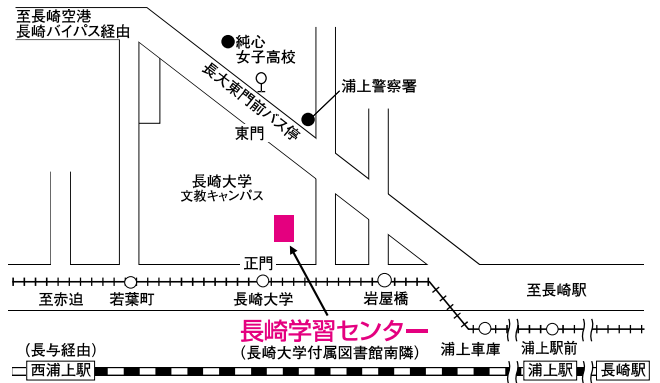 至長崎空港
長崎バイパス経由
純心
女子高校
長大東門前バス停
浦上警察署
東門
長崎大学
文教キャンパス
正門
至赤迫
若葉町
長崎大学
岩屋橋
至長崎駅
長崎学習センター
(長崎大学付属図書館南隣)
浦上車庫
浦上駅前
(長与経由)
西浦上駅
浦上駅
長崎駅